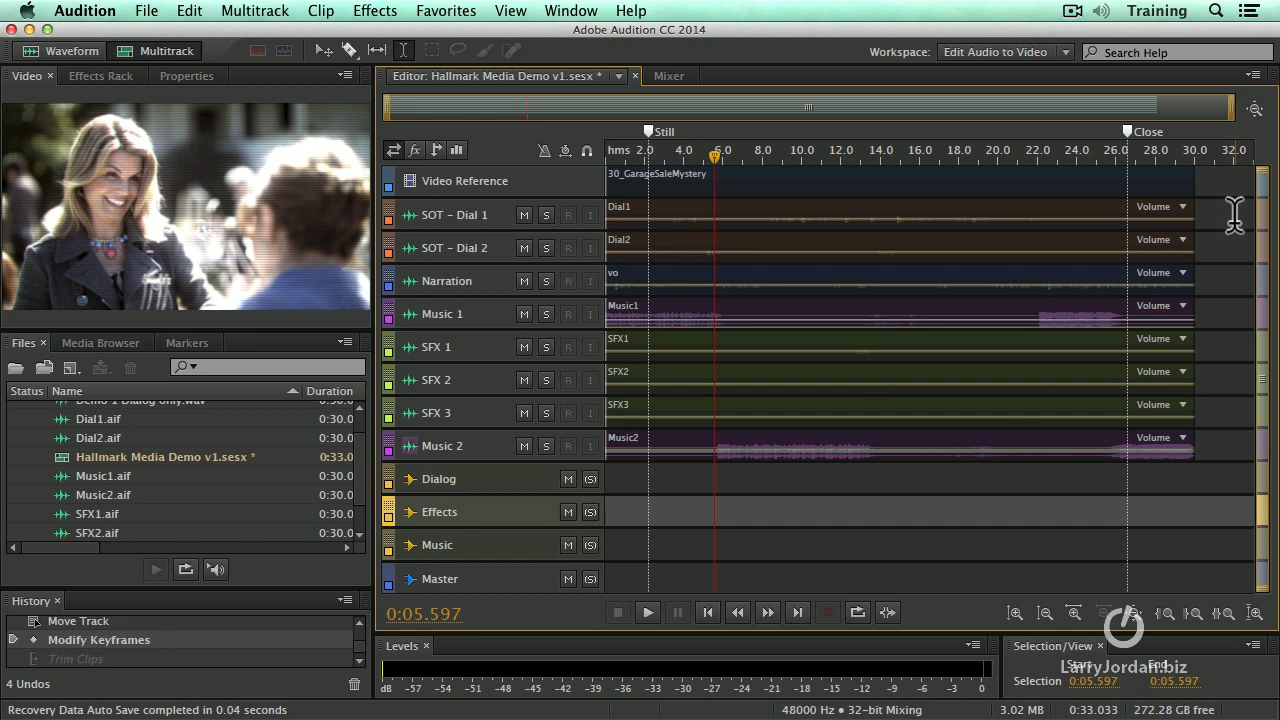 Audition File Edit Multitrack Clip Effects Favorites View Window Help Training
Adobe Audition CC 2014
Waveform Multitrack Workspace: Edit Audio to Video Search Help
Video Effects Rack Properties
Editor: Hallmark Media Demo v1.sesx * Mixer
Still Close
hms 2.0 4.0 6.0 8.0 10.0 12.0 14.0 16.0 18.0 20.0 22.0 24.0 26.0 28.0 30.0 32.0
fx
Video Reference 30_GarageSaleMystery
SOT - Dial 1 M S R I Dial1 Volume
SOT - Dial 2 M S R I Dial2 Volume
Narration M S R I vo Volume
Music 1 M S R I Music1 Volume
SFX 1 M S R I SFX1 Volume
SFX 2 M S R I SFX2 Volume
SFX 3 M S R I SFX3 Volume
Music 2 M S R I Music2 Volume
Dialog M (S)
Effects M (S)
Music M (S)
Master M (S)
0:05.597
Files Media Browser Markers
Status Name Duration
Demo 1 Dialog only.wav
Dial1.aif 0:30.0
Dial2.aif 0:30.0
Hallmark Media Demo v1.sesx * 0:33.0
Music1.aif 0:30.0
Music2.aif 0:30.0
SFX1.aif 0:30.0
SFX2.aif 0:30.0
History
Move Track
Modify Keyframes
Trim Clips
4 Undos
Levels
dB -57 -54 -51 -48 -45 -42 -39 -36 -33 -30 -27 -24 -21 -18 -15 -12 -9 -6 -3 0
Selection/View
Start End
Selection 0:05.597 0:05.597
LarryJordan.biz
Recovery Data Auto Save completed in 0.04 seconds 48000 Hz • 32-bit Mixing 3.02 MB 0:33.033 272.28 GB free